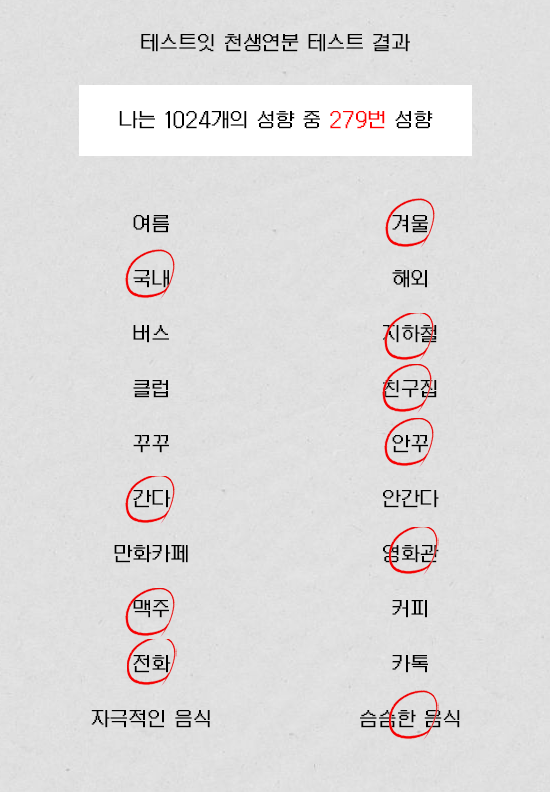 테스트잇 천생연분 테스트 결과
나는 1024개의 성향 중 279번 성향
여름 겨울
국내 해외
버스 지하철
클럽 친구집
꾸꾸 안꾸
간다 안간다
만화카페 영화관
맥주 커피
전화 카톡
자극적인 음식 슴슴한 음식